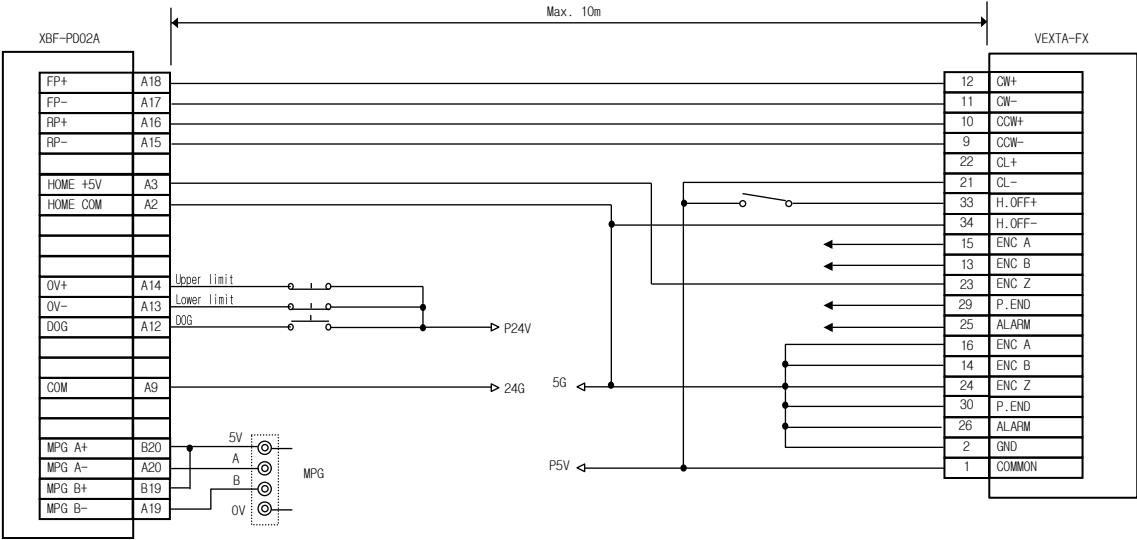 Max. 10m
XBF-PD02A
VEXTA-FX
FP+ A18
FP- A17
RP+ A16
RP- A15
HOME +5V A3
HOME COM A2
OV+ A14 Upper limit
OV- A13 Lower limit
DOG A12 DOG
P24V
COM A9
24G
MPG A+ B20
MPG A- A20
MPG B+ B19
MPG B- A19
5V
A
B
0V
MPG
5G
P5V
12 CW+
11 CW-
10 CCW+
9 CCW-
22 CL+
21 CL-
33 H.OFF+
34 H.OFF-
15 ENC A
13 ENC B
23 ENC Z
29 P.END
25 ALARM
16 ENC A
14 ENC B
24 ENC Z
30 P.END
26 ALARM
2 GND
1 COMMON